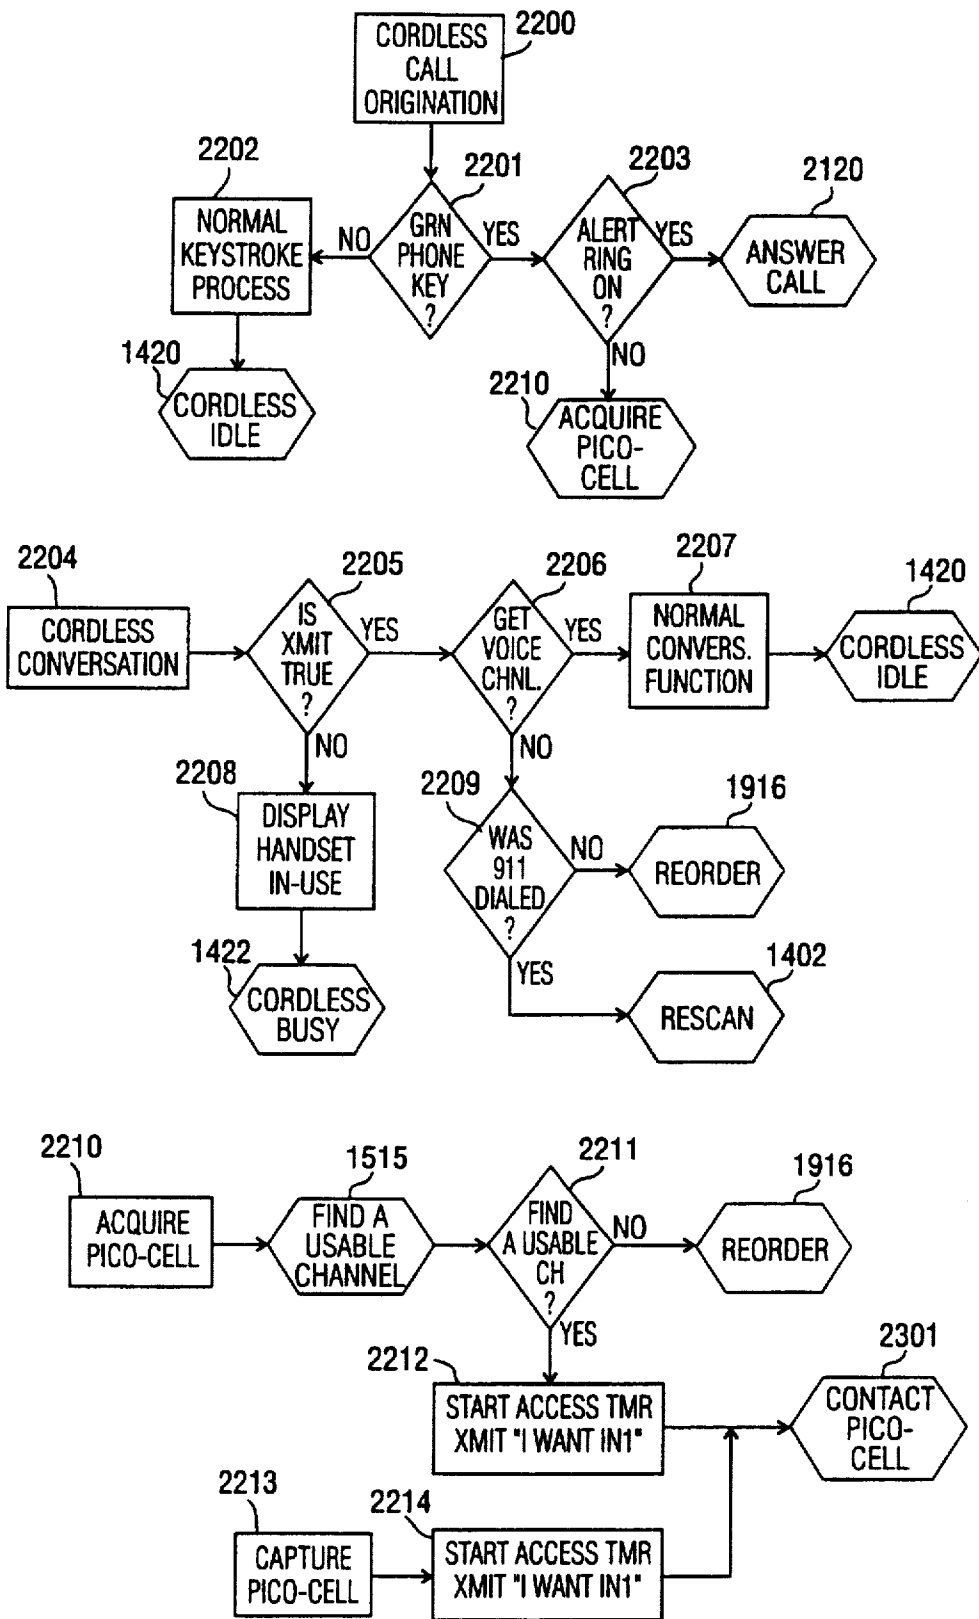 2200
CORDLESS
CALL
ORIGINATION
2202
NORMAL
KEYSTROKE
PROCESS
NO
2201
GRN
PHONE
KEY
?
YES
2203
ALERT
RING
ON
?
YES
2120
ANSWER
CALL
1420
CORDLESS
IDLE
NO
2210
ACQUIRE
PICO-
CELL
2204
CORDLESS
CONVERSATION
2205
IS
XMIT
TRUE
?
YES
2206
GET
VOICE
CHNL.
?
YES
2207
NORMAL
CONVERS.
FUNCTION
1420
CORDLESS
IDLE
NO
2208
DISPLAY
HANDSET
IN-USE
NO
2209
WAS
911
DIALED
?
NO
1916
REORDER
1422
CORDLESS
BUSY
YES
1402
RESCAN
2210
ACQUIRE
PICO-CELL
1515
FIND A
USABLE
CHANNEL
2211
FIND
A USABLE
CH
?
NO
1916
REORDER
YES
2212
START ACCESS TMR
XMIT "I WANT IN1"
2301
CONTACT
PICO-
CELL
2213
CAPTURE
PICO-CELL
2214
START ACCESS TMR
XMIT "I WANT IN1"